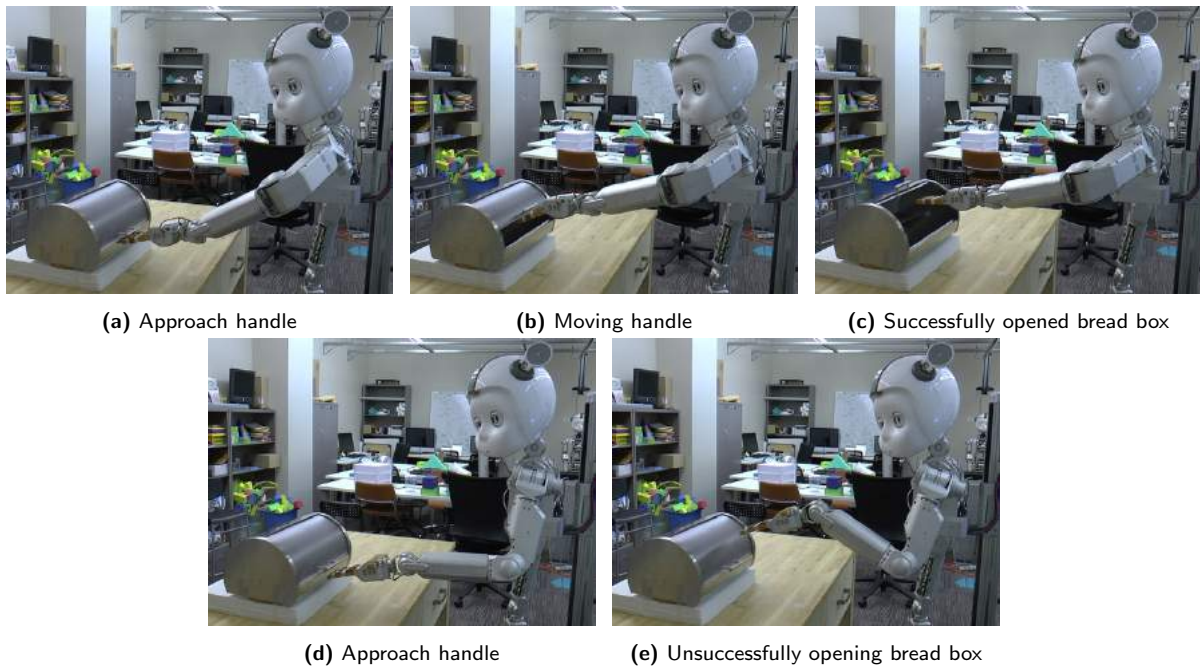 (a) Approach handle
(b) Moving handle
(c) Successfully opened bread box
(d) Approach handle
(e) Unsuccessfully opening bread box